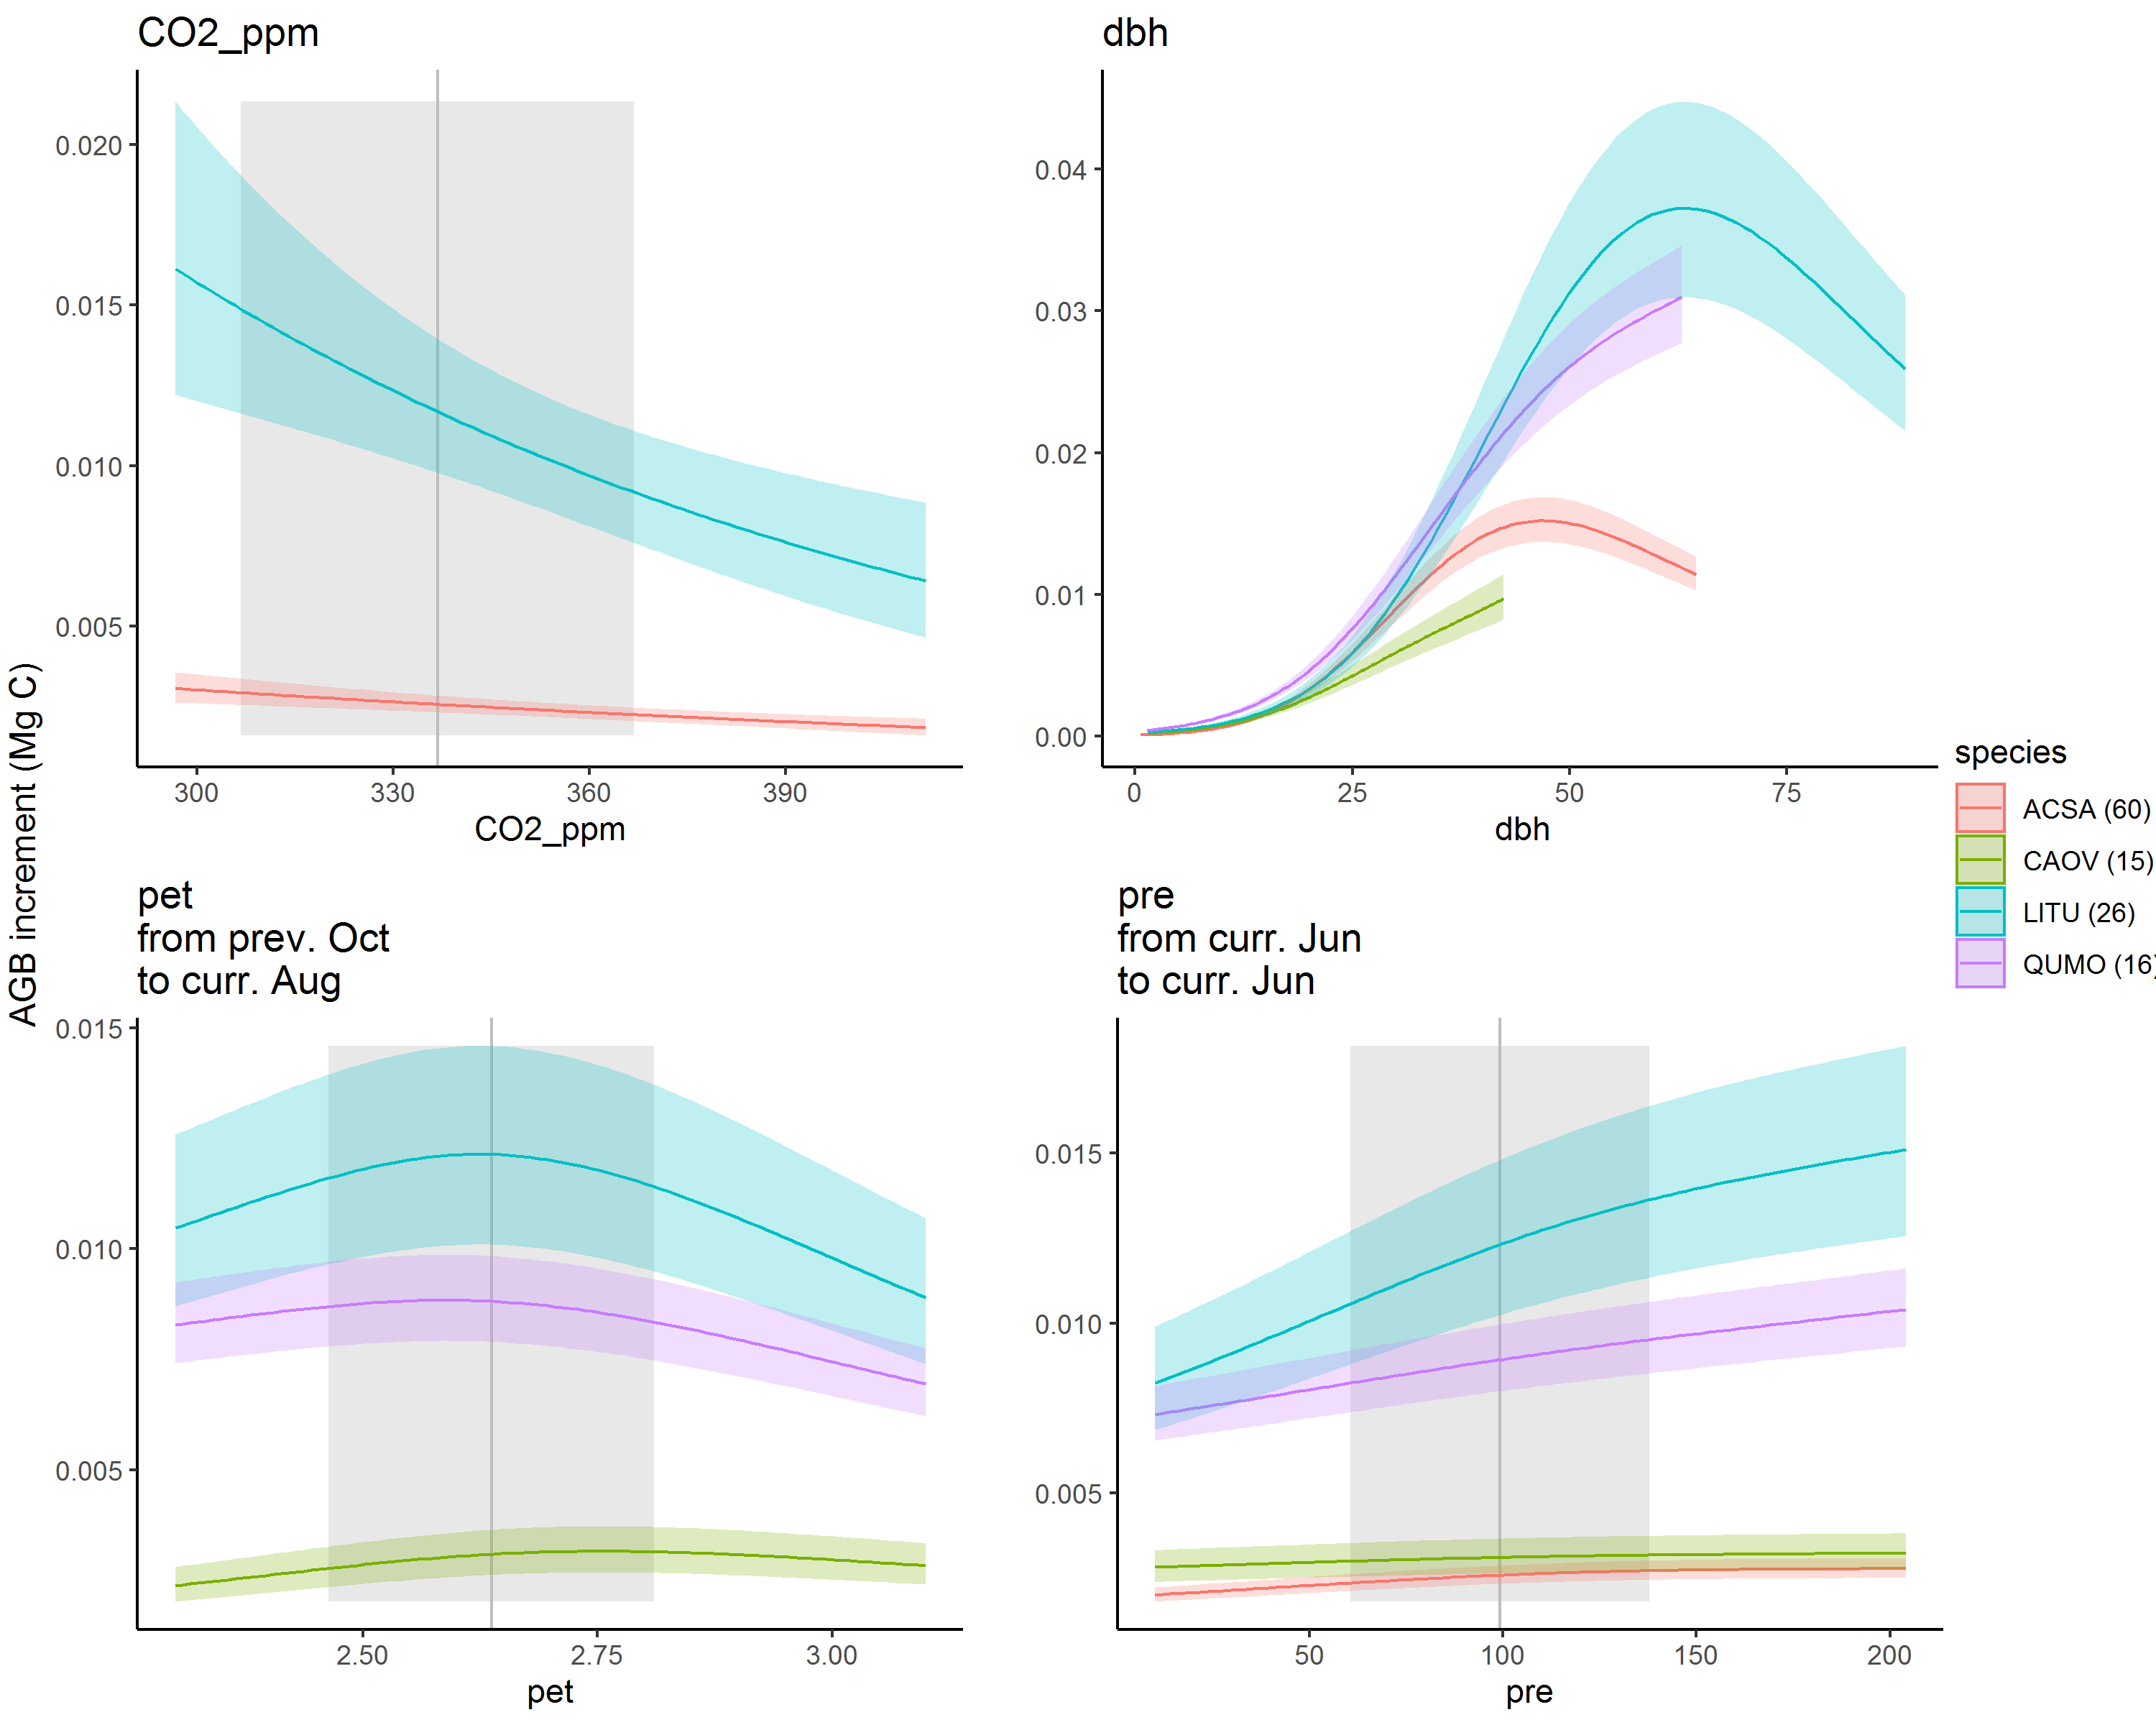 CO2_ppm
0.020
0.015
0.010
0.005
300 330 360 390
CO2_ppm
dbh
0.04
0.03
0.02
0.01
0.00
0 25 50 75
dbh
AGB increment (Mg C)
pet
from prev. Oct
to curr. Aug
0.015
0.010
0.005
2.50 2.75 3.00
pet
pre
from curr. Jun
to curr. Jun
0.015
0.010
0.005
50 100 150 200
pre
species
ACSA (60)
CAOV (15)
LITU (26)
QUMO (16)